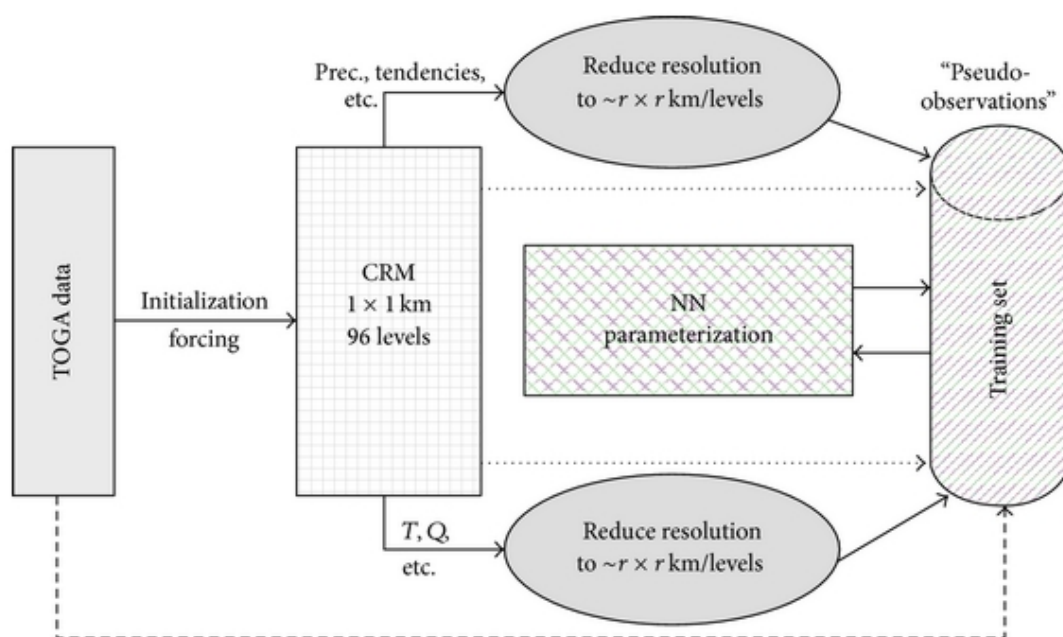 TOGA data
Initialization
forcing
CRM
1 × 1 km
96 levels
Prec., tendencies,
etc.
Reduce resolution
to ~r × r km/levels
NN
parameterization
T, Q,
etc.
Reduce resolution
to ~r × r km/levels
“Pseudo-
observations”
Training set